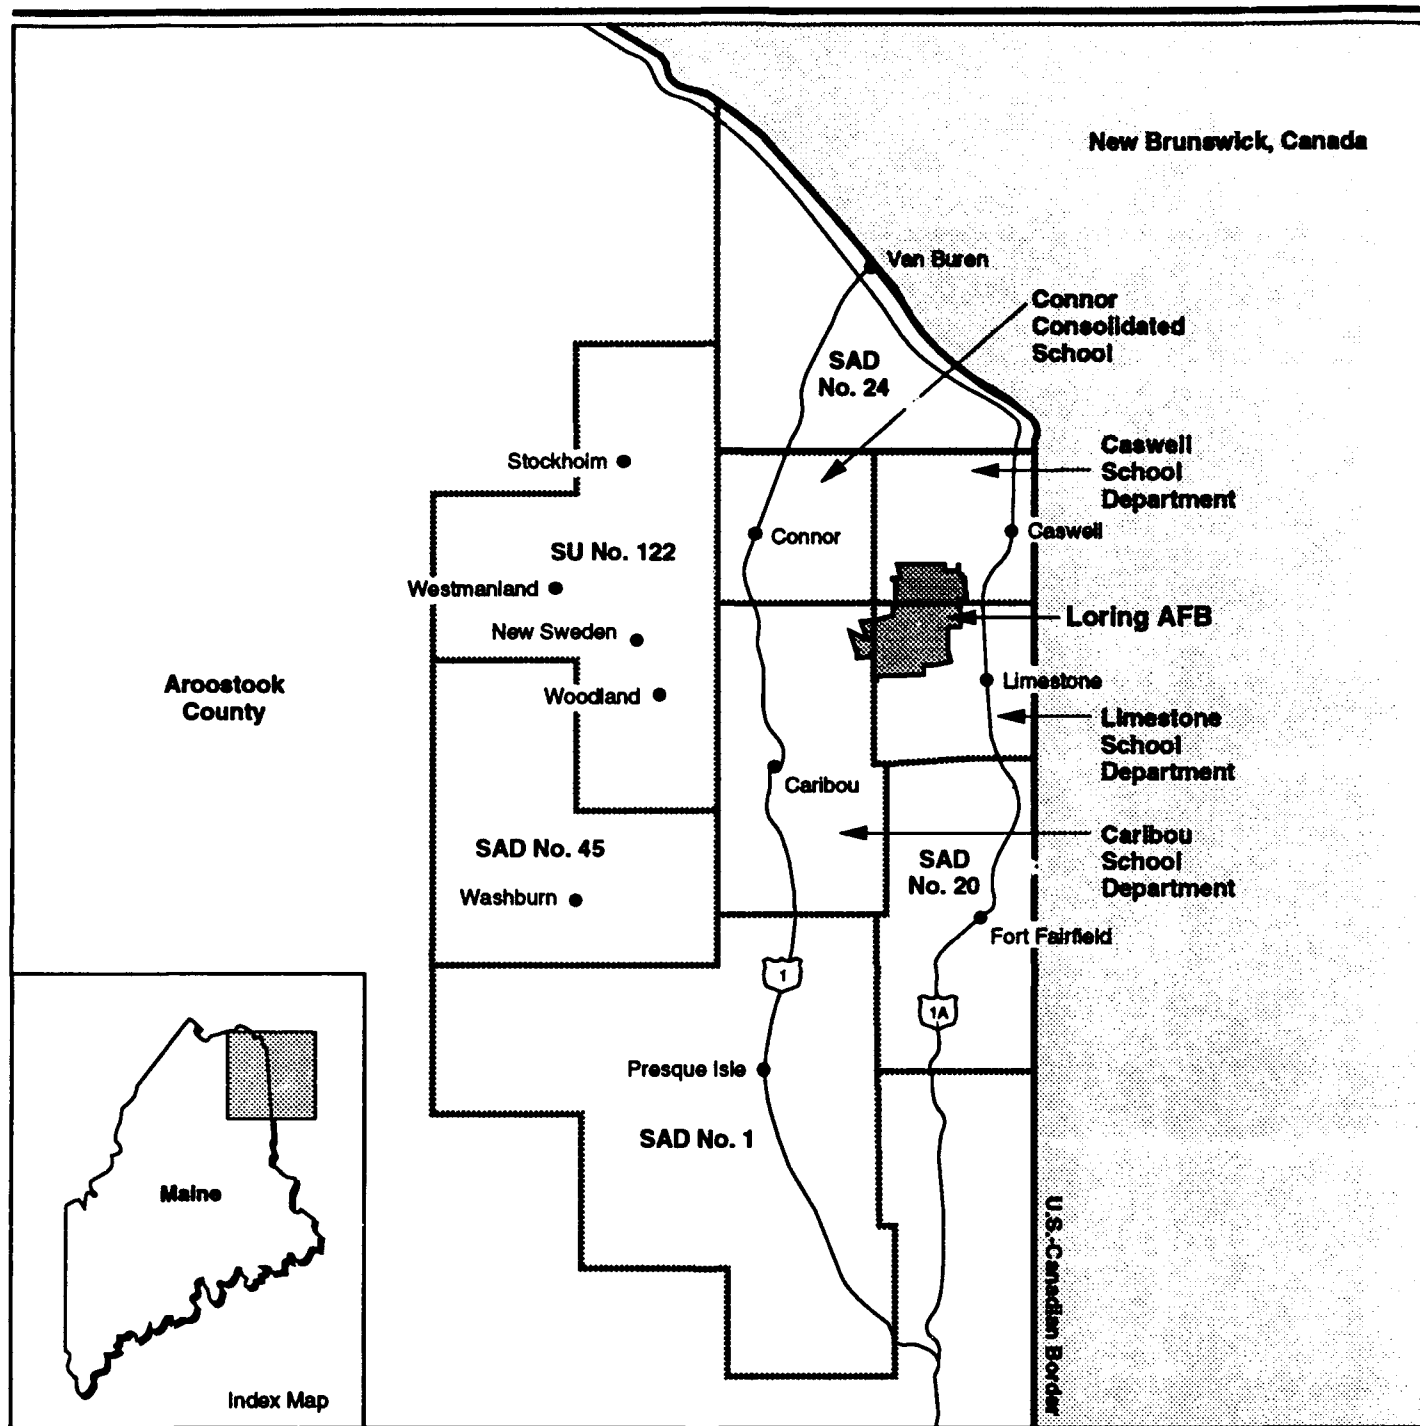 New Brunswick, Canada
Van Buren
Connor
Consolidated
School
SAD
No. 24
Caswell
School
Department
Stockholm
Connor
Caswell
SU No. 122
Westmanland
Loring AFB
New Sweden
Aroostook
County
Woodland
Limestone
Limestone
School
Department
Caribou
SAD No. 45
Caribou
School
Department
SAD
No. 20
Washburn
Fort Fairfield
1
1A
Presque Isle
SAD No. 1
Maine
U.S.-Canadian Border
Index Map